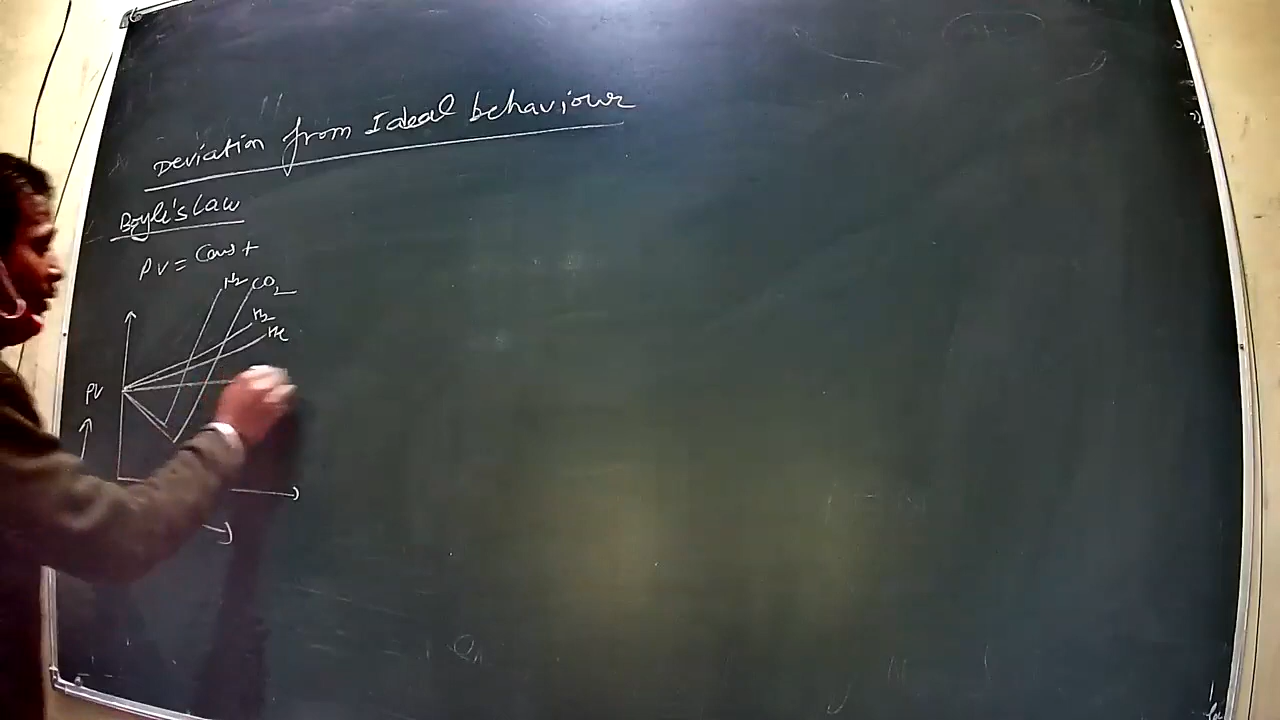 Deviation from Ideal behaviour
Boyle's Law
PV = Const
N2 CO2
H2
He
PV